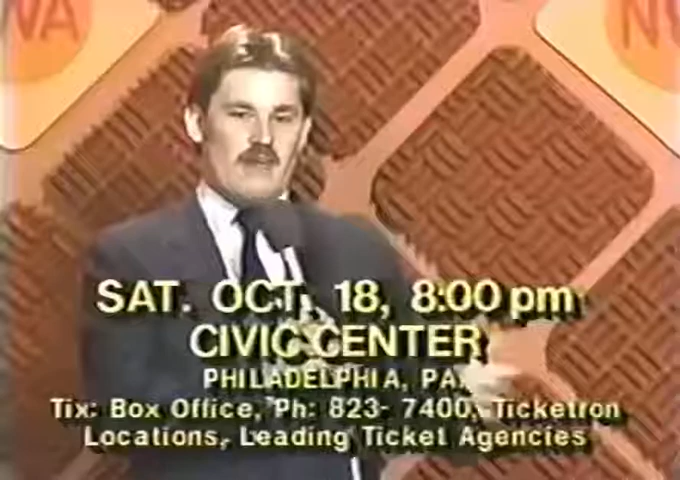 NWA
SAT. OCT. 18, 8:00 pm
CIVIC CENTER
PHILADELPHIA, PA.
Tix: Box Office, Ph: 823-7400, Ticketron
Locations, Leading Ticket Agencies